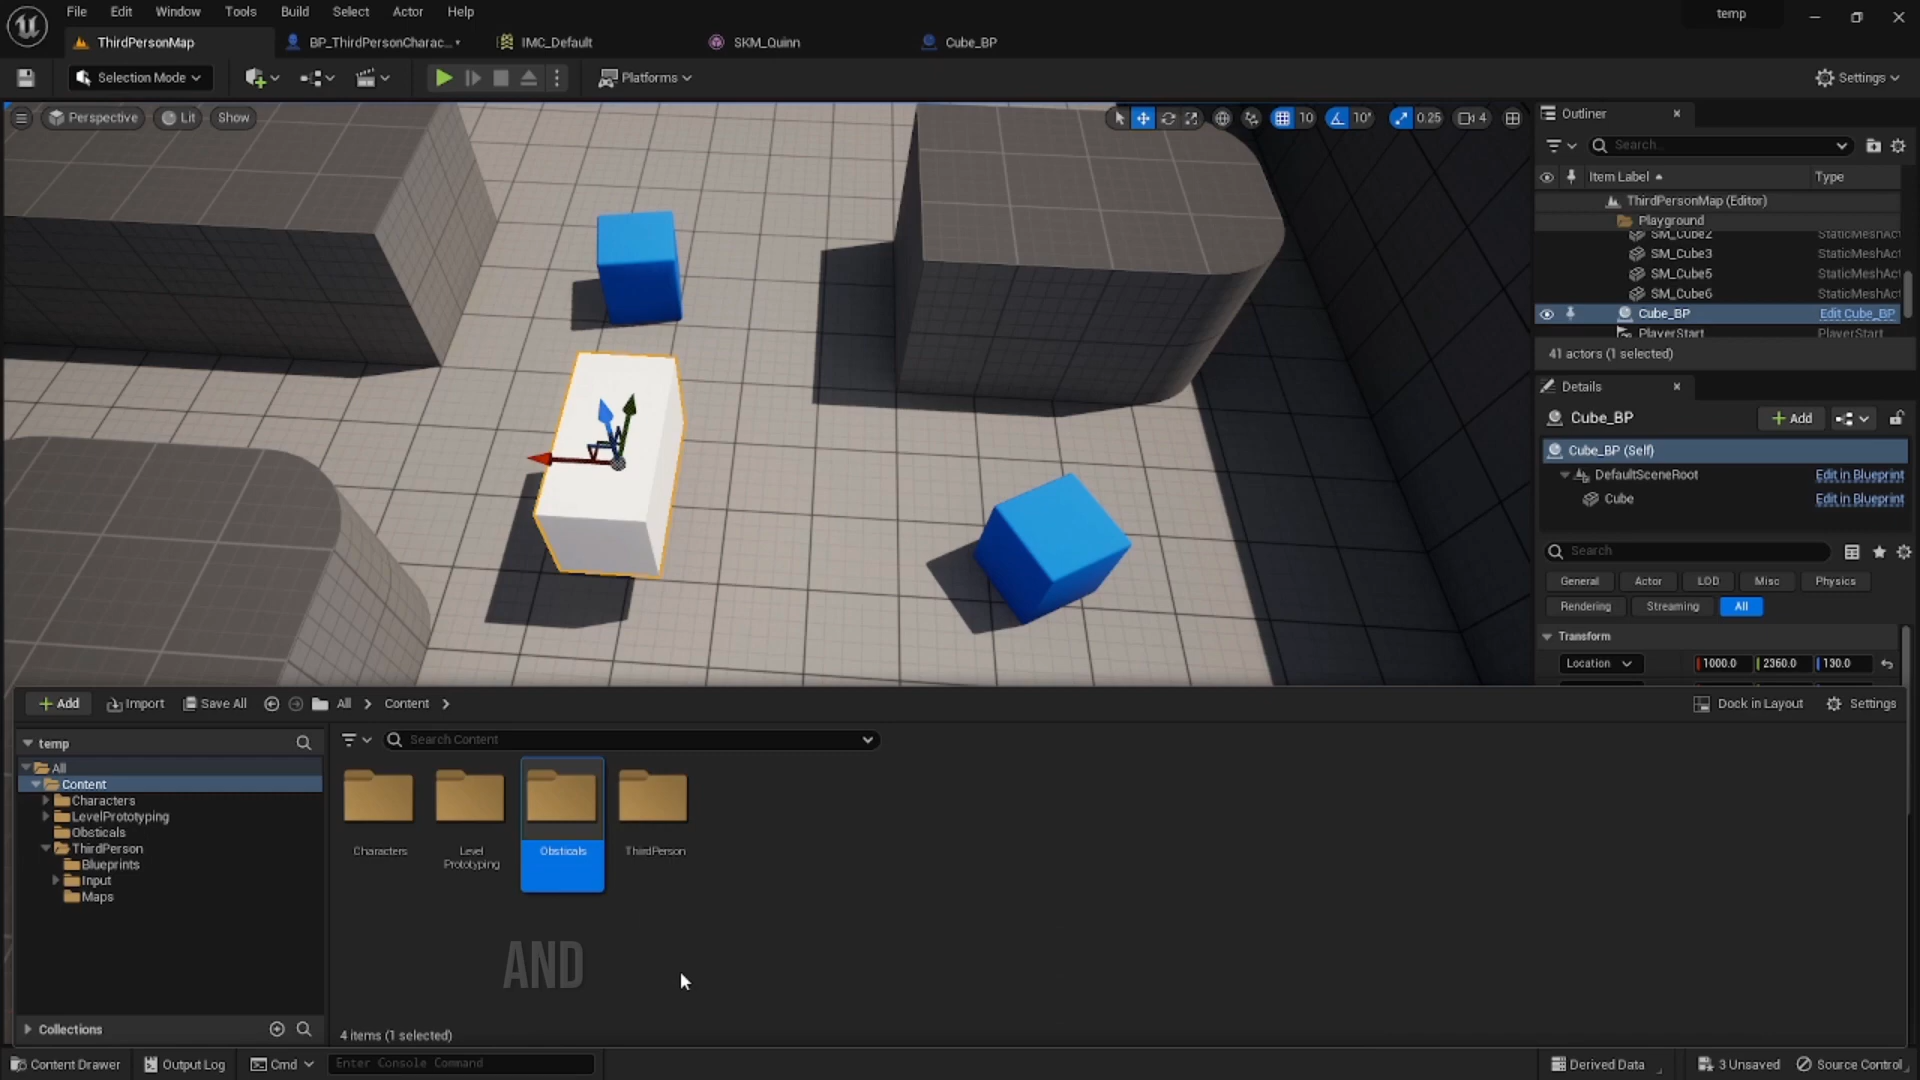 File Edit Window Tools Build Select Actor Help
temp
ThirdPersonMap
BP_ThirdPersonCharac...
IMC_Default
SKM_Quinn
Cube_BP
Selection Mode
Platforms
Settings
Perspective
Lit
Show
10
10°
0.25
4
Outliner
Search...
Item Label
Type
ThirdPersonMap (Editor)
Playground
SM_Cube2 StaticMeshAct
SM_Cube3 StaticMeshAct
SM_Cube5 StaticMeshAct
SM_Cube6 StaticMeshAct
Cube_BP Edit Cube_BP
PlayerStart PlayerStart
41 actors (1 selected)
Details
Cube_BP
Add
Cube_BP (Self)
DefaultSceneRoot Edit in Blueprint
Cube Edit in Blueprint
Search
General Actor LOD Misc Physics
Rendering Streaming All
Transform
Location 1000.0 2360.0 130.0
Add Import Save All All Content
Dock in Layout Settings
temp
All
Content
Characters
LevelPrototyping
Obsticals
ThirdPerson
Blueprints
Input
Maps
Search Content
Characters
Level
Prototyping
Obsticals
ThirdPerson
AND
4 items (1 selected)
Collections
Content Drawer Output Log Cmd Enter Console Command
Derived Data 3 Unsaved Source Control